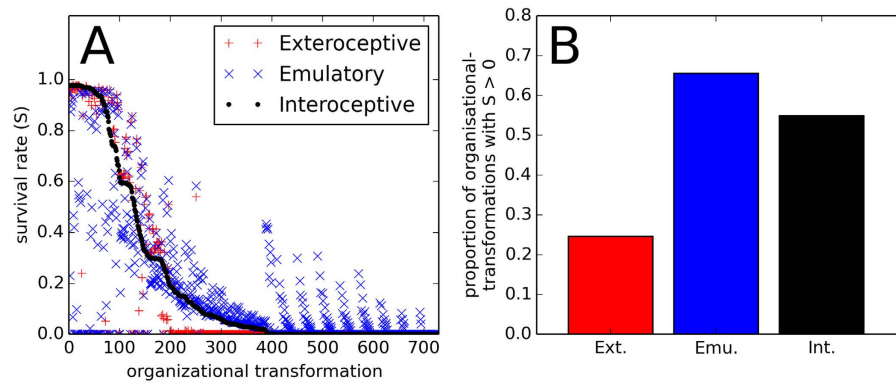 A
Exteroceptive
Emulatory
Interoceptive
survival rate (S)
1.0
0.8
0.6
0.4
0.2
0.0
0 100 200 300 400 500 600 700
organizational transformation
B
proportion of organisational-
transformations with S > 0
0.8
0.7
0.6
0.5
0.4
0.3
0.2
0.1
0.0
Ext. Emu. Int.